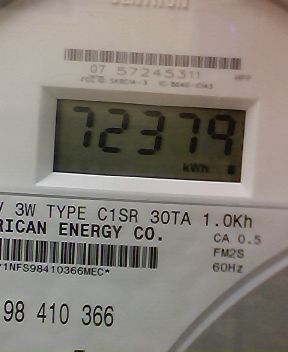 07 57245311
72379
kWh
V 3W TYPE C1SR 30TA 1.0Kh
RICAN ENERGY CO.
CA 0.5
FM2S
60Hz
*1NFS98410366MEC*
98 410 366